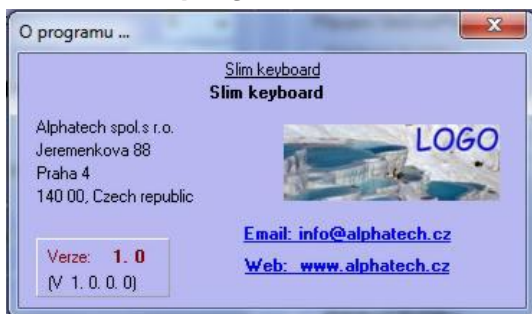 O programu ...
Slim keyboard
Slim keyboard
Alphatech spol.s r.o.
Jeremenkova 88
Praha 4
140 00, Czech republic
LOGO
Email: info@alphatech.cz
Web: www.alphatech.cz
Verze: 1. 0
(V 1. 0. 0. 0)